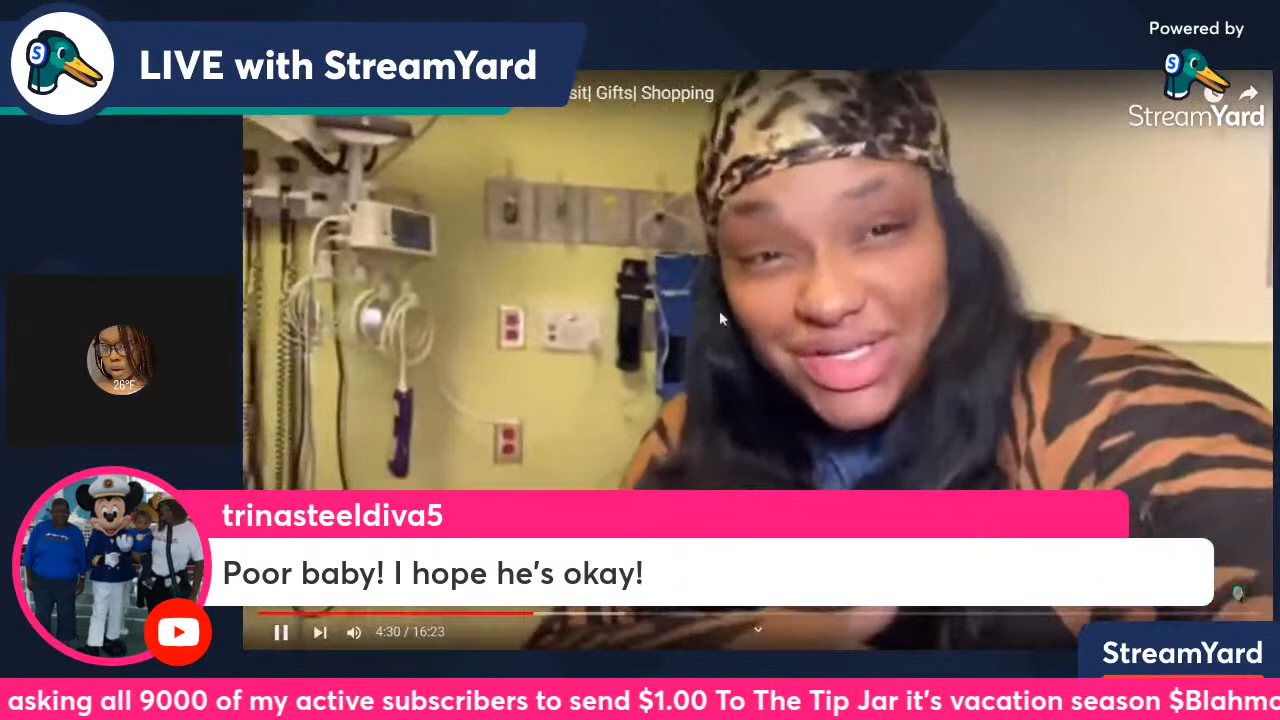 LIVE with StreamYard
Powered by
StreamYard
Gifts| Shopping
26°F
trinasteeldiva5
Poor baby! I hope he's okay!
4:30 / 16:23
StreamYard
asking all 9000 of my active subscribers to send $1.00 To The Tip Jar it's vacation season